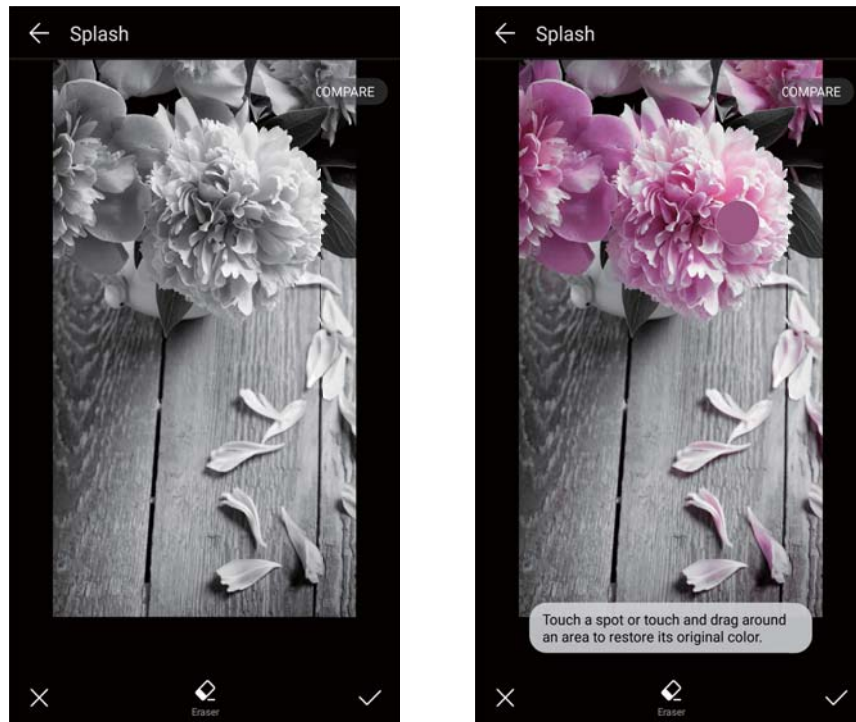 Splash
COMPARE
Eraser
Splash
COMPARE
Touch a spot or touch and drag around
an area to restore its original color.
Eraser